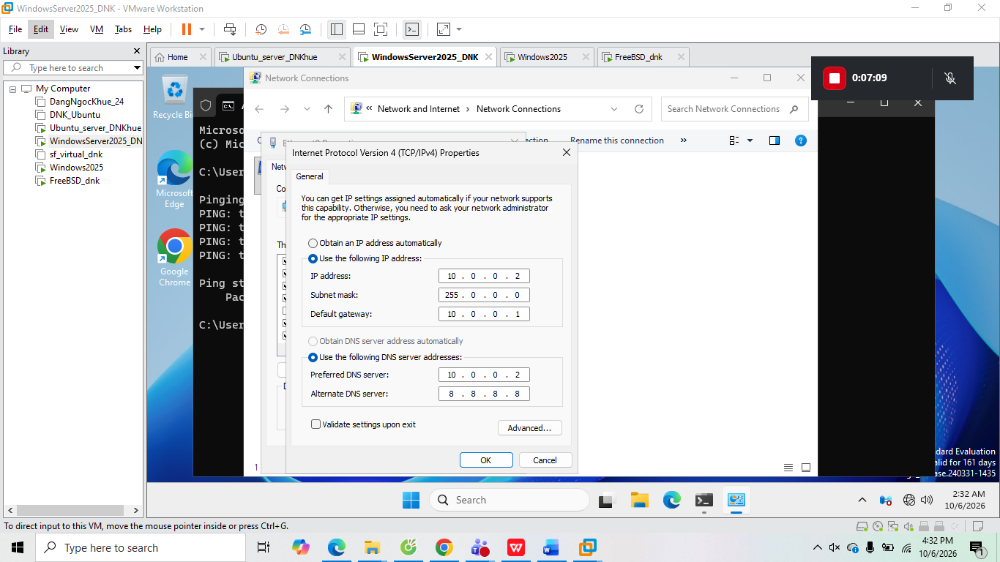 WindowsServer2025_DNK - VMware Workstation
File Edit View VM Tabs Help
Library
Type here to search
My Computer
DangNgocKhue_24
DNK_Ubuntu
Ubuntu_server_DNKhue
WindowsServer2025_DN
sf_virtual_dnk
Windows2025
FreeBSD_dnk
Home
Ubuntu_server_DNKhue
WindowsServer2025_DNK
Windows2025
FreeBSD_dnk
0:07:09
Recycle Bi
Microsoft
Edge
Google
Chrome
Microso
(c) Mic
C:\User
Pinging
PING: t
PING: t
PING: t
PING: t
Ping st
Pac
C:\User
Network Connections
« Network and Internet › Network Connections
Search Network Connections
Rename this connection »
Internet Protocol Version 4 (TCP/IPv4) Properties
General
You can get IP settings assigned automatically if your network supports
this capability. Otherwise, you need to ask your network administrator
for the appropriate IP settings.
Obtain an IP address automatically
Use the following IP address:
IP address: 10 . 0 . 0 . 2
Subnet mask: 255 . 0 . 0 . 0
Default gateway: 10 . 0 . 0 . 1
Obtain DNS server address automatically
Use the following DNS server addresses:
Preferred DNS server: 10 . 0 . 0 . 2
Alternate DNS server: 8 . 8 . 8 . 8
Validate settings upon exit
Advanced...
OK Cancel
dard Evaluation
alid for 161 days
ase.240331-1435
Search
2:32 AM
10/6/2026
To direct input to this VM, move the mouse pointer inside or press Ctrl+G.
Type here to search
4:32 PM
10/6/2026
1